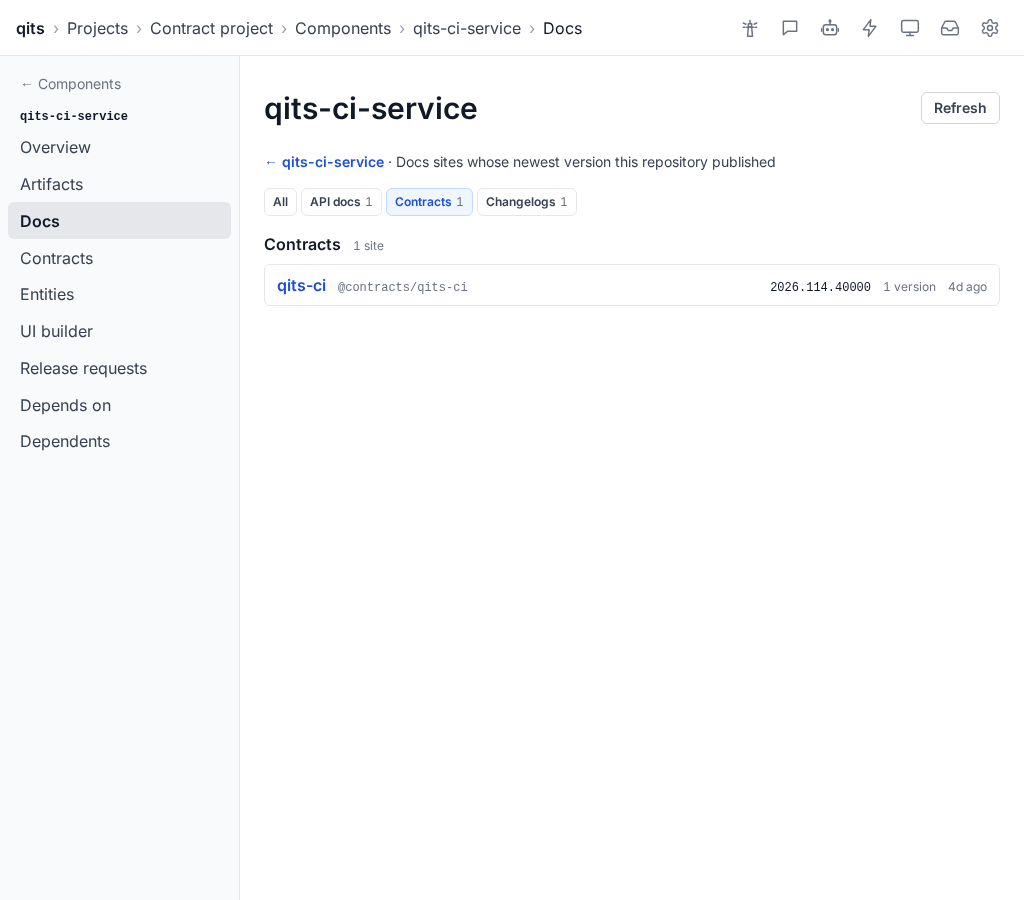 qits › Projects › Contract project › Components › qits-ci-service › Docs
← Components
qits-ci-service
Overview
Artifacts
Docs
Contracts
Entities
UI builder
Release requests
Depends on
Dependents
qits-ci-service
Refresh
← qits-ci-service · Docs sites whose newest version this repository published
All API docs 1 Contracts 1 Changelogs 1
Contracts 1 site
qits-ci @contracts/qits-ci 2026.114.40000 1 version 4d ago